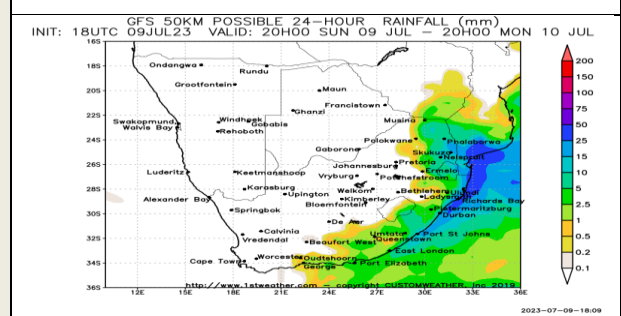 GFS 50KM POSSIBLE 24-HOUR RAINFALL (mm)
INIT: 18UTC 09JUL23 VALID: 20H00 SUN 09 JUL - 20H00 MON 10 JUL
16S
18S
20S
22S
24S
26S
28S
30S
32S
34S
36S
Ondangwa
Rundu
Grootfontein
Maun
Francistown
Ghanzi
Windhoek
Gobabis
Swakopmund
Walvis Bay
Rehoboth
Musina
Polokwane
Phalaborwa
Gaborone
Skukuza
Nelspruit
Johannesburg
Pretoria
Luderitz
Keetmanshoop
Vryburg
Potchefstroom
Ermelo
Karasburg
Upington
Welkom
Bethlehem
Ulundi
Alexander Bay
Kimberley
Ladysmith
Richards Bay
Bloemfontein
Springbok
Pietermaritzburg
Durban
De Aar
Calvinia
Umtata
Port St Johns
Vredendal
Beaufort West
Queenstown
East London
Cape Town
Worcester
Oudtshoorn
George
Port Elizabeth
http://www.1stweather.com - copyright CUSTOMWEATHER, Inc 2019
12E 15E 18E 21E 24E 27E 30E 33E 36E
200
150
100
75
50
25
15
10
5
2.5
1
0.5
0.2
0.1
2023-07-09-18:09